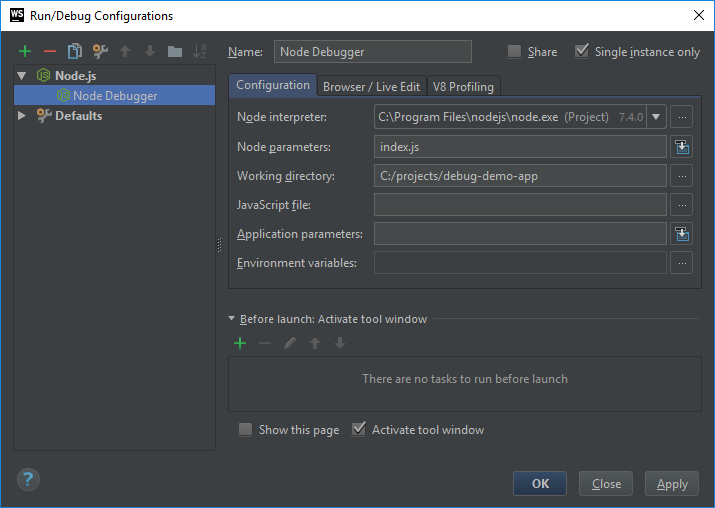 WS Run/Debug Configurations
Name: Node Debugger Share Single instance only
Node.js
Node Debugger
Defaults
Configuration Browser / Live Edit V8 Profiling
Node interpreter: C:\Program Files\nodejs\node.exe (Project) 7.4.0 ...
Node parameters: index.js
Working directory: C:/projects/debug-demo-app ...
JavaScript file: ...
Application parameters:
Environment variables: ...
Before launch: Activate tool window
There are no tasks to run before launch
Show this page Activate tool window
? OK Close Apply